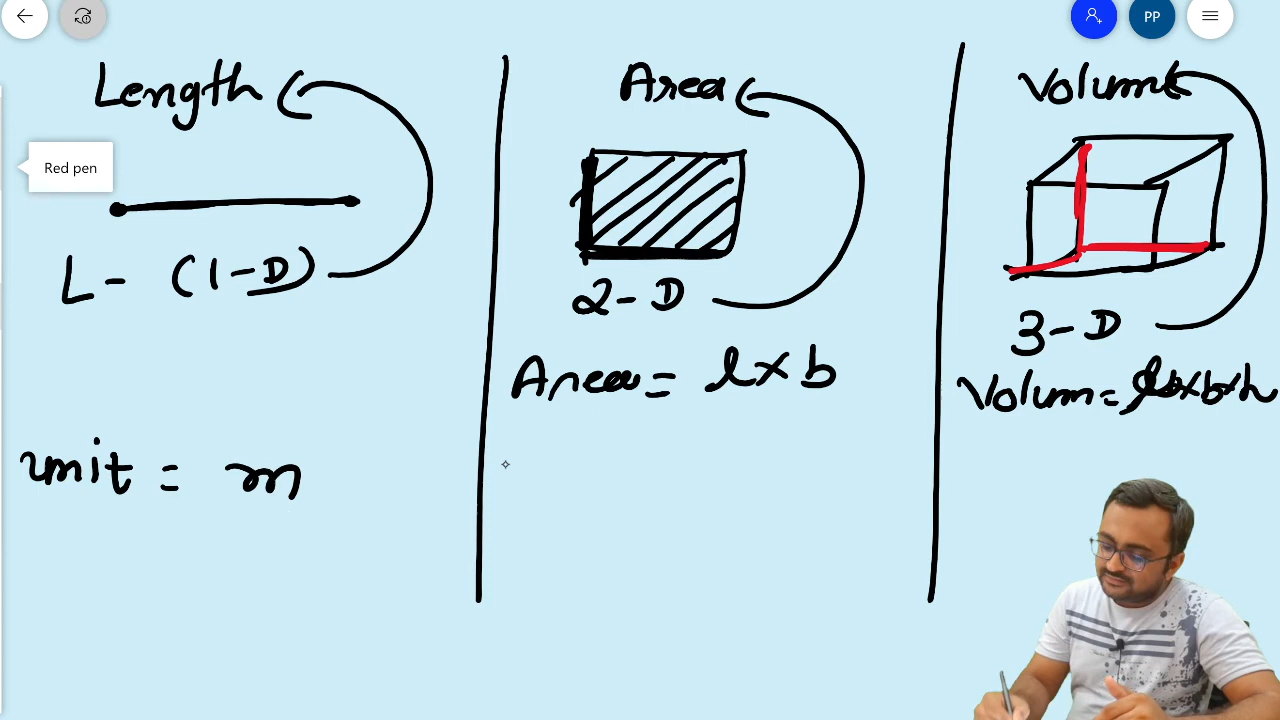 PP
Length
Area
Volume
Red pen
L - (1-D)
2-D
3-D
Area = l×b
Volum = l×b×h
unit = m